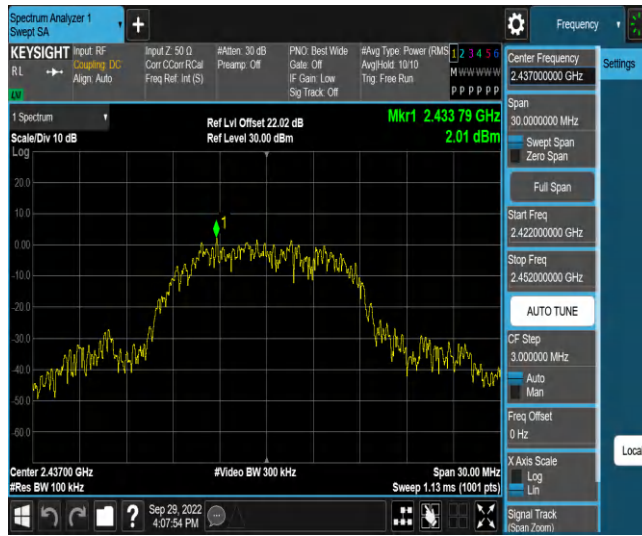 Spectrum Analyzer 1
Swept SA
+
Frequency
KEYSIGHT
RL
LV
Input: RF
Coupling: DC
Align: Auto
Input Z: 50 Ω
Corr CCorr RCal
Freq Ref: Int (S)
#Atten: 30 dB
Preamp: Off
PNO: Best Wide
Gate: Off
IF Gain: Low
Sig Track: Off
#Avg Type: Power (RMS
Avg|Hold: 10/10
Trig: Free Run
1 2 3 4 5 6
M W W W W W
P P P P P P
1 Spectrum
Scale/Div 10 dB
Log
Ref Lvl Offset 22.02 dB
Ref Level 30.00 dBm
Mkr1 2.433 79 GHz
2.01 dBm
20.0
10.0
0.00
-10.0
-20.0
-30.0
-40.0
-50.0
-60.0
1
Center 2.43700 GHz
#Res BW 100 kHz
#Video BW 300 kHz
Span 30.00 MHz
Sweep 1.13 ms (1001 pts)
?
Sep 29, 2022
4:07:54 PM
Center Frequency
2.437000000 GHz
Settings
Span
30.0000000 MHz
Swept Span
Zero Span
Full Span
Start Freq
2.422000000 GHz
Stop Freq
2.452000000 GHz
AUTO TUNE
CF Step
3.000000 MHz
Auto
Man
Freq Offset
0 Hz
X Axis Scale
Log
Lin
Signal Track
(Span Zoom)
Local